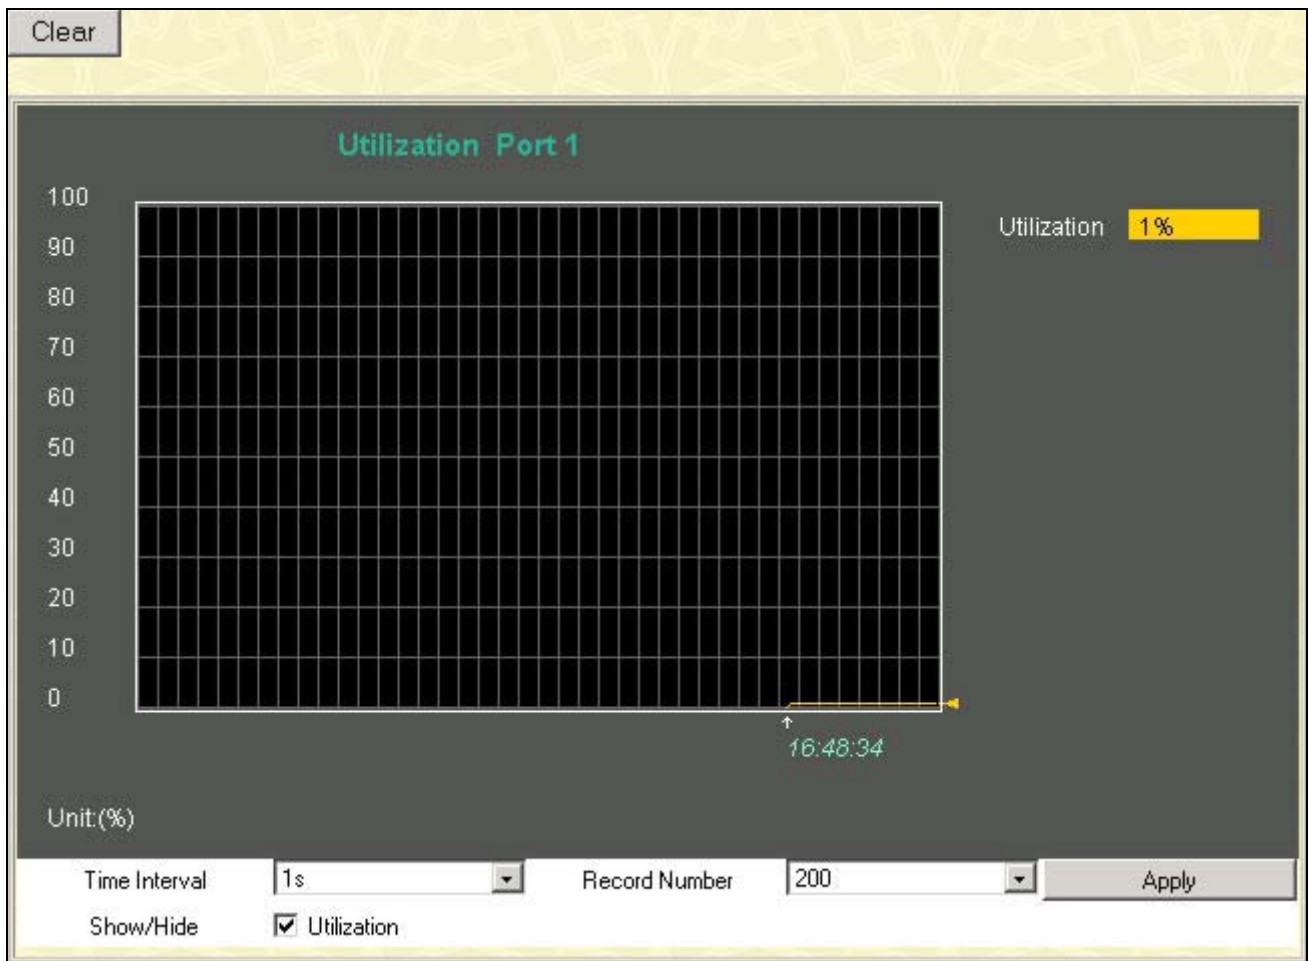 Clear
Utilization Port 1
100
90
80
70
60
50
40
30
20
10
0
Utilization 1%
16:48:34
Unit:(%)
Time Interval 1s Record Number 200 Apply
Show/Hide Utilization